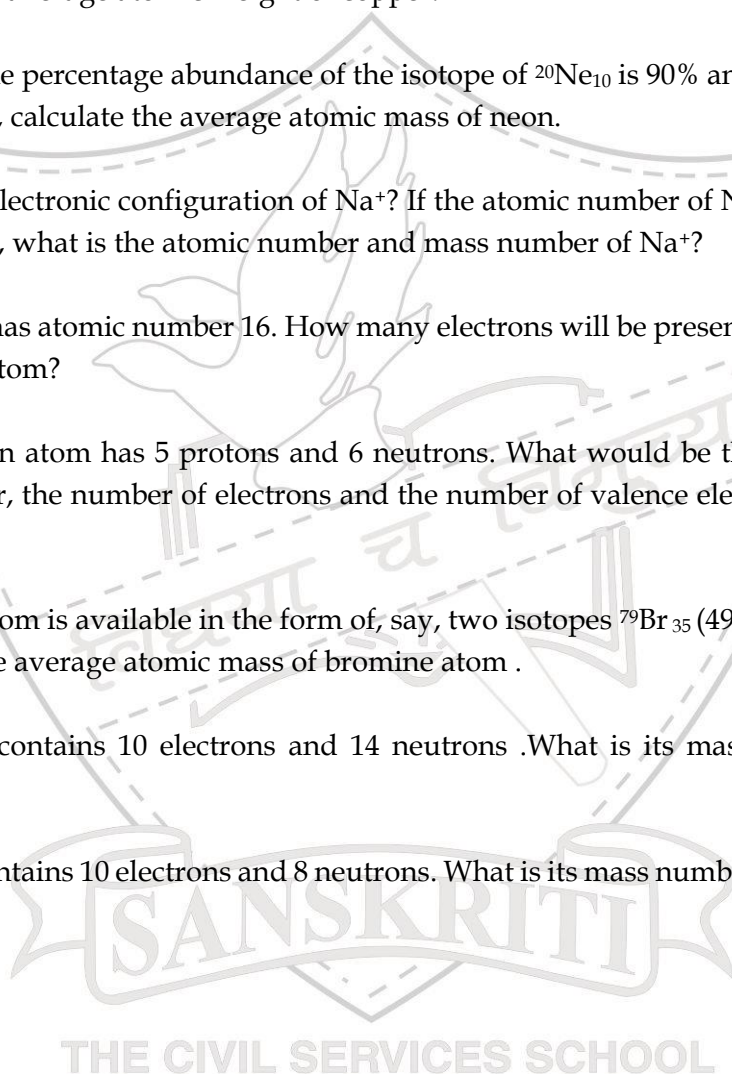 e percentage abundance of the isotope of ²⁰Ne₁₀ is 90% an
, calculate the average atomic mass of neon.
lectronic configuration of Na⁺? If the atomic number of N
, what is the atomic number and mass number of Na⁺?
has atomic number 16. How many electrons will be presen
tom?
n atom has 5 protons and 6 neutrons. What would be th
r, the number of electrons and the number of valence ele
tom is available in the form of, say, two isotopes ⁷⁹Br ₃₅ (49
e average atomic mass of bromine atom .
contains 10 electrons and 14 neutrons .What is its mas
ntains 10 electrons and 8 neutrons. What is its mass numb
च
SANSKRITI
THE CIVIL SERVICES SCHOOL